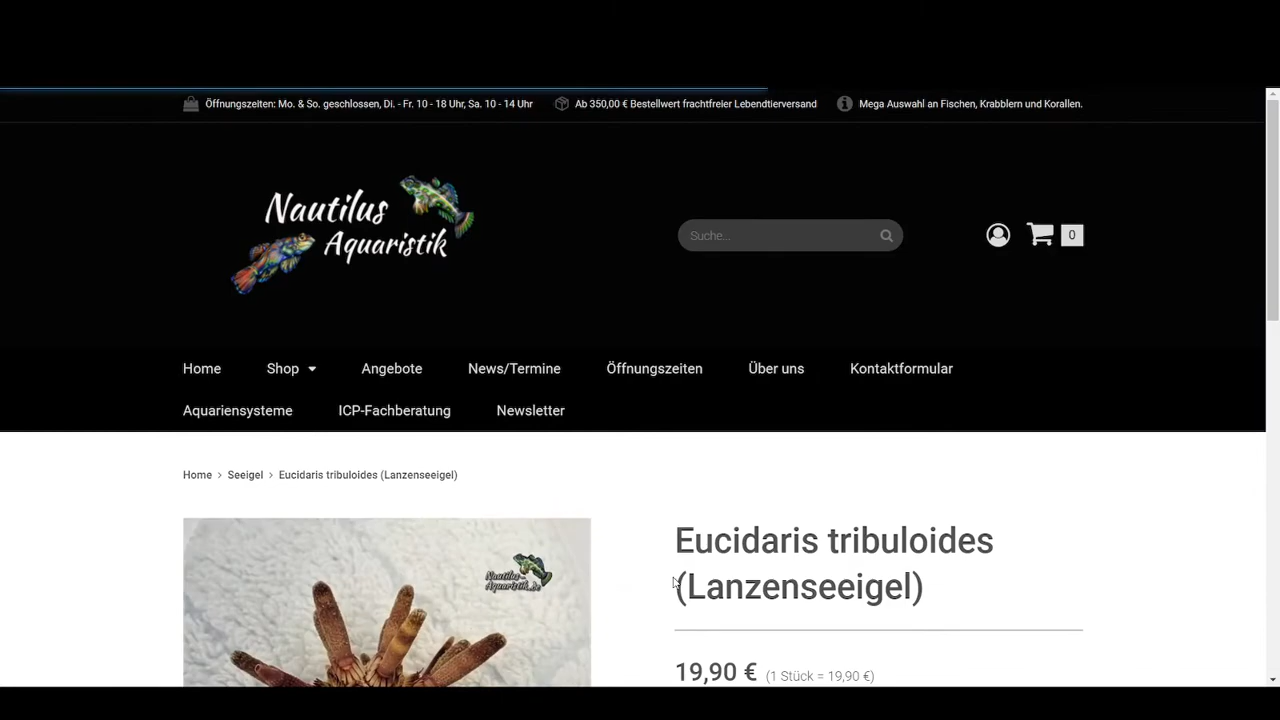 Öffnungszeiten: Mo. & So. geschlossen, Di. - Fr. 10 - 18 Uhr, Sa. 10 - 14 Uhr
Ab 350,00 € Bestellwert frachtfreier Lebendtierversand
Mega Auswahl an Fischen, Krabblern und Korallen.
Nautilus
Aquaristik
Suche...
0
Home
Shop
Angebote
News/Termine
Öffnungszeiten
Über uns
Kontaktformular
Aquariensysteme
ICP-Fachberatung
Newsletter
Home > Seeigel > Eucidaris tribuloides (Lanzenseeigel)
Nautilus-
Aquaristik.de
Eucidaris tribuloides
(Lanzenseeigel)
19,90 € (1 Stück = 19,90 €)